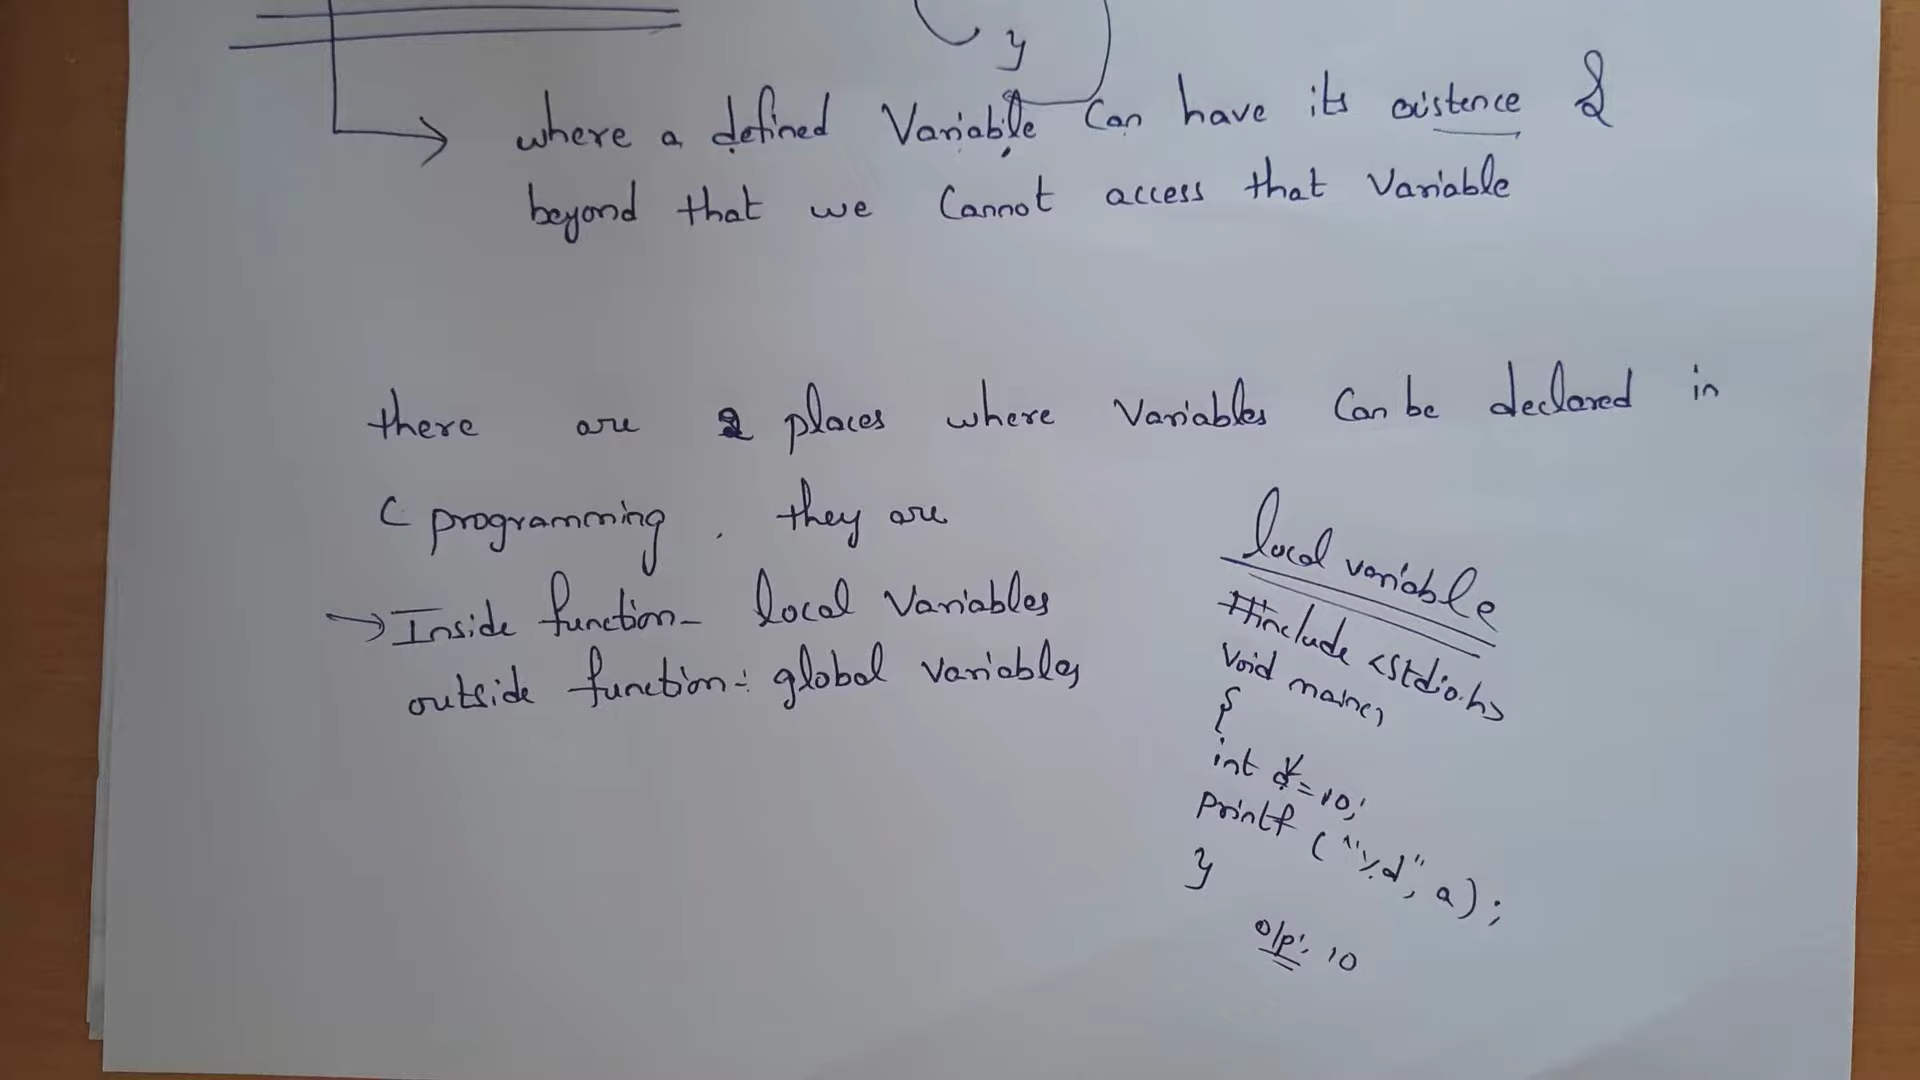 }
where a defined Variable Can have its existence &
beyond that we Cannot access that Variable
there are 2 places where Variables Can be declared in
C programming. they are
→ Inside function - local Variables
outside function : global variables
local variable
#include <stdio.h>
Void main()
{
int = 10;
Printf ("%d", a);
}
o/p: 10